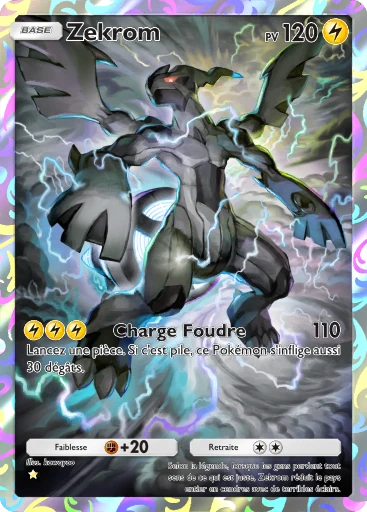 BASE Zekrom PV 120
Charge Foudre 110
Lancez une pièce. Si c'est pile, ce Pokémon s'inflige aussi
30 dégâts.
Faiblesse +20 Retraite
Illus. kawayoo
Selon la légende, lorsque les gens perdent tout
sens de ce qui est juste, Zekrom réduit le pays
entier en cendres avec de terribles éclairs.